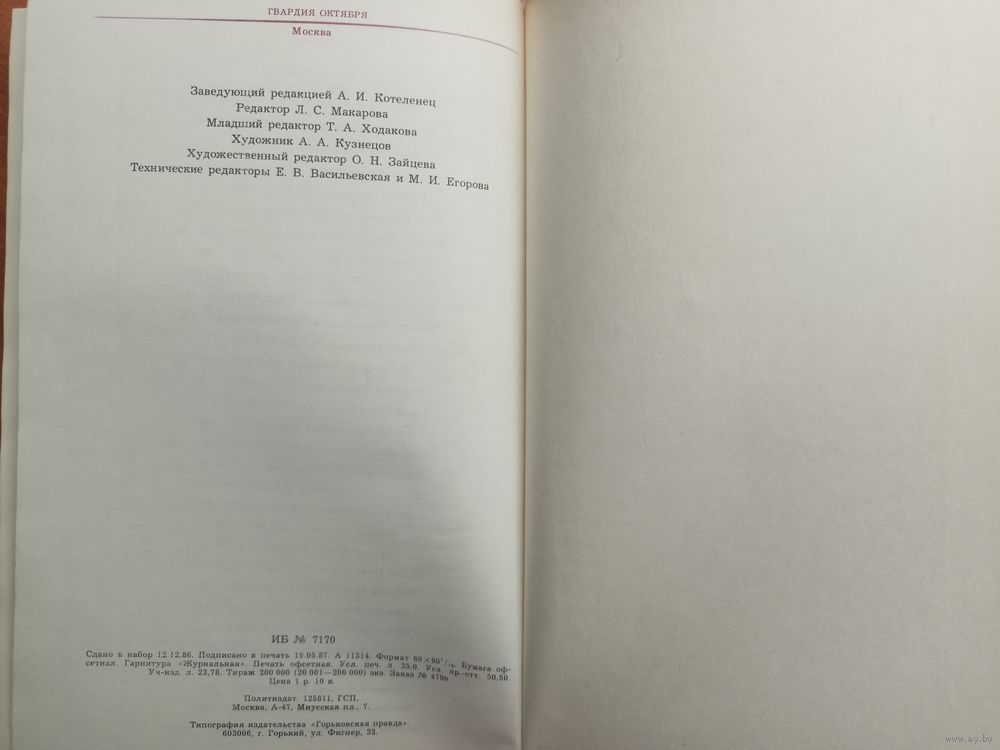 ГВАРДИЯ ОКТЯБРЯ
Москва
Заведующий редакцией А. И. Котеленец
Редактор Л. С. Макарова
Младший редактор Т. А. Ходакова
Художник А. А. Кузнецов
Художественный редактор О. Н. Зайцева
Технические редакторы Е. В. Васильевская и М. И. Егорова
ИБ № 7170
Сдано в набор 12.12.86. Подписано в печать 19.05.87. А 11314. Формат 60×90¹/₁₆ Бумага оф-
сетная Гарнитура «Журнальная». Печать офсетная. Усл. печ. л. 25,0. Усл. кр-отт 50,50.
Уч-изд. л. 23,78. Тираж 200 000 (20 001—200 000) экз. Заказ №
Цена 1 р. 10 к.
Политиздат. 125811, ГСП.
Москва, А-47, Миусская пл., 7.
Типография издательства «Горьковская правда».
603006, г. Горький, ул. Фигнер, 32.
www.ay.by